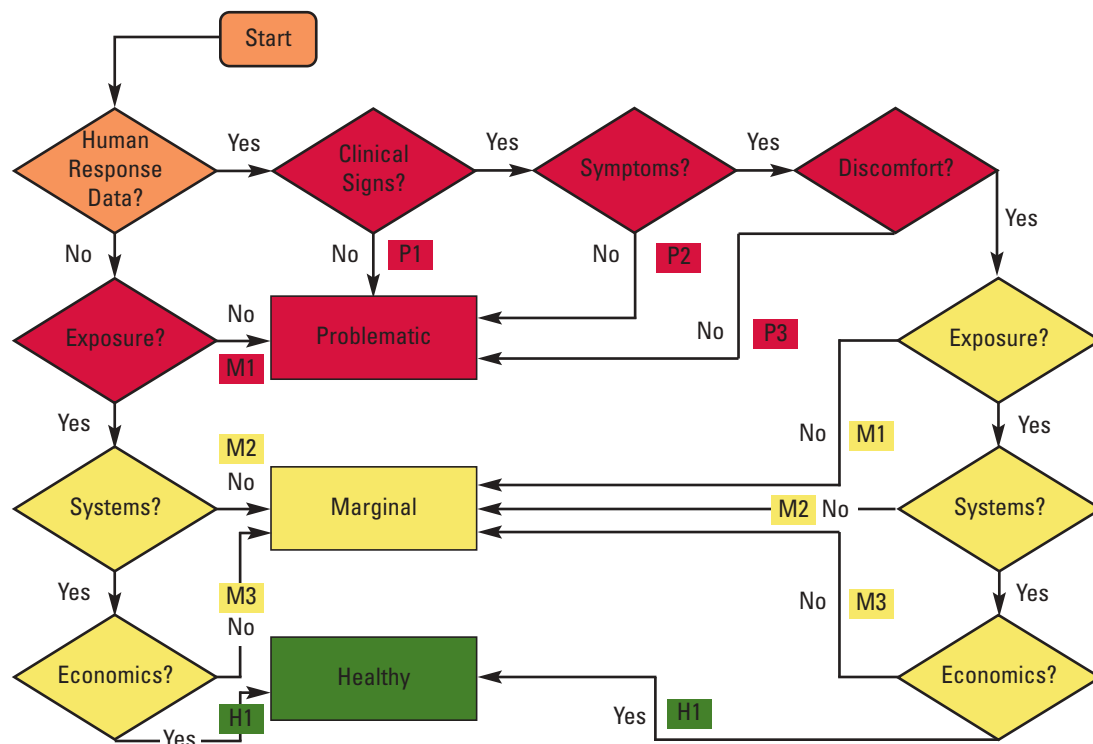 Start
Human
Response
Data?
Yes
Clinical
Signs?
Yes
Symptoms?
Yes
Discomfort?
Yes
No
No
P1
No
P2
No
P3
Exposure?
No
M1
Problematic
Exposure?
Yes
No
M1
Yes
M2
No
Systems?
Marginal
M2
No
Systems?
Yes
M3
No
No
M3
Yes
Economics?
Healthy
Economics?
H1
Yes
Yes
H1